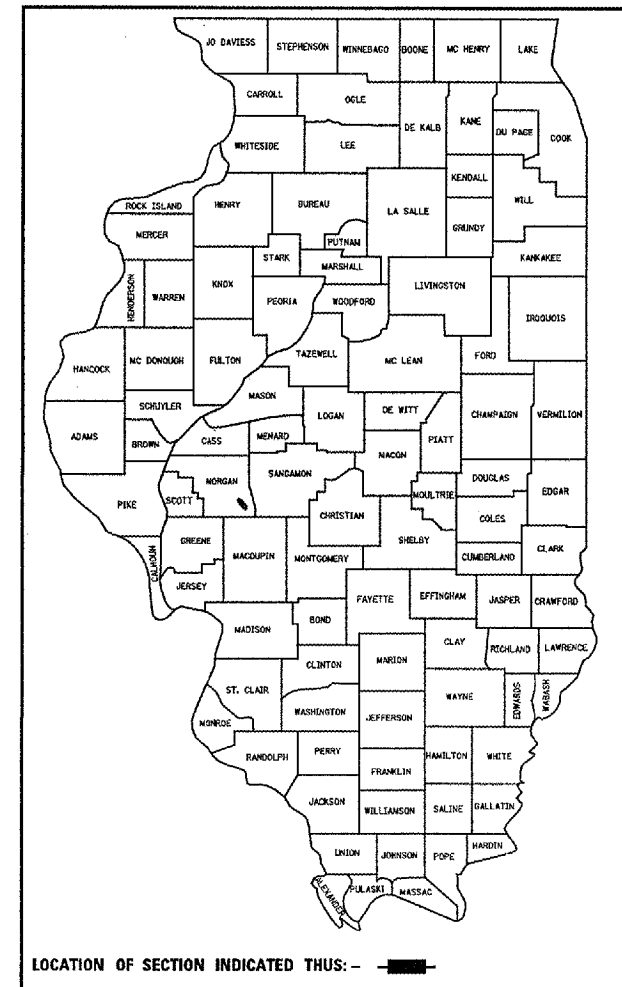 JO DAVIESS
STEPHENSON
WINNEBAGO
BOONE
MC HENRY
LAKE
CARROLL
OGLE
DE KALB
KANE
DU PAGE
COOK
WHITESIDE
LEE
KENDALL
WILL
ROCK ISLAND
HENRY
BUREAU
LA SALLE
GRUNDY
MERCER
PUTNAM
STARK
MARSHALL
KANKAKEE
HENDERSON
WARREN
KNOX
PEORIA
WOODFORD
LIVINGSTON
IROQUOIS
HANCOCK
MC DONOUGH
FULTON
TAZEWELL
MC LEAN
FORD
MASON
SCHUYLER
LOGAN
DE WITT
CHAMPAIGN
VERMILION
ADAMS
BROWN
CASS
MENARD
PIATT
MACON
PIKE
SCOTT
MORGAN
SANGAMON
CHRISTIAN
MOULTRIE
DOUGLAS
EDGAR
COLES
GREENE
MACOUPIN
MONTGOMERY
SHELBY
CUMBERLAND
CLARK
CALHOUN
JERSEY
FAYETTE
EFFINGHAM
JASPER
CRAWFORD
MADISON
BOND
CLAY
RICHLAND
LAWRENCE
CLINTON
MARION
ST. CLAIR
WAYNE
EDWARDS
WABASH
MONROE
WASHINGTON
JEFFERSON
RANDOLPH
PERRY
HAMILTON
WHITE
FRANKLIN
JACKSON
WILLIAMSON
SALINE
GALLATIN
UNION
JOHNSON
POPE
HARDIN
ALEXANDER
PULASKI
MASSAC
LOCATION OF SECTION INDICATED THUS: -